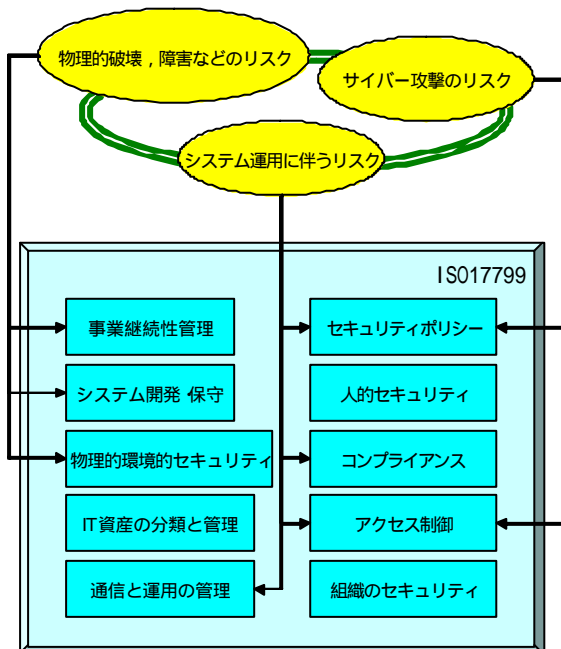 物理的破壊，障害などのリスク
サイバー攻撃のリスク
システム運用に伴うリスク
ISO17799
事業継続性管理
セキュリティポリシー
システム開発 保守
人的セキュリティ
物理的環境的セキュリティ
コンプライアンス
IT資産の分類と管理
アクセス制御
通信と運用の管理
組織のセキュリティ